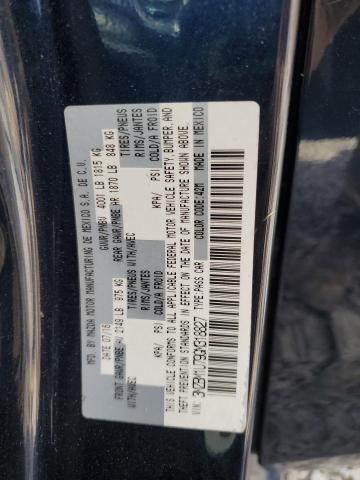 MFD. BY MAZDA MOTOR MANUFACTURING DE MEXICO S.A. DE C.V.
DATE 07/16 GVWR/PNBV 4001 LB 1815 KG
FRONT GAWR/PNBE AV 2149 LB 975 KG REAR GAWR/PNBE AR 1870 LB 848 KG
WITH/AVEC TIRES/PNEUS WITH/AVEC TIRES/PNEUS
RIMS/JANTES RIMS/JANTES
KPA/ PSI COLD/A FROID KPA/ PSI COLD/A FROID
THIS VEHICLE CONFORMS TO ALL APPLICABLE FEDERAL MOTOR VEHICLE SAFETY, BUMPER, AND
THEFT PREVENTION STANDARDS IN EFFECT ON THE DATE OF MANUFACTURE SHOWN ABOVE.
VIN: PASS CAR COLOR CODE: 42M MADE IN MEXICO